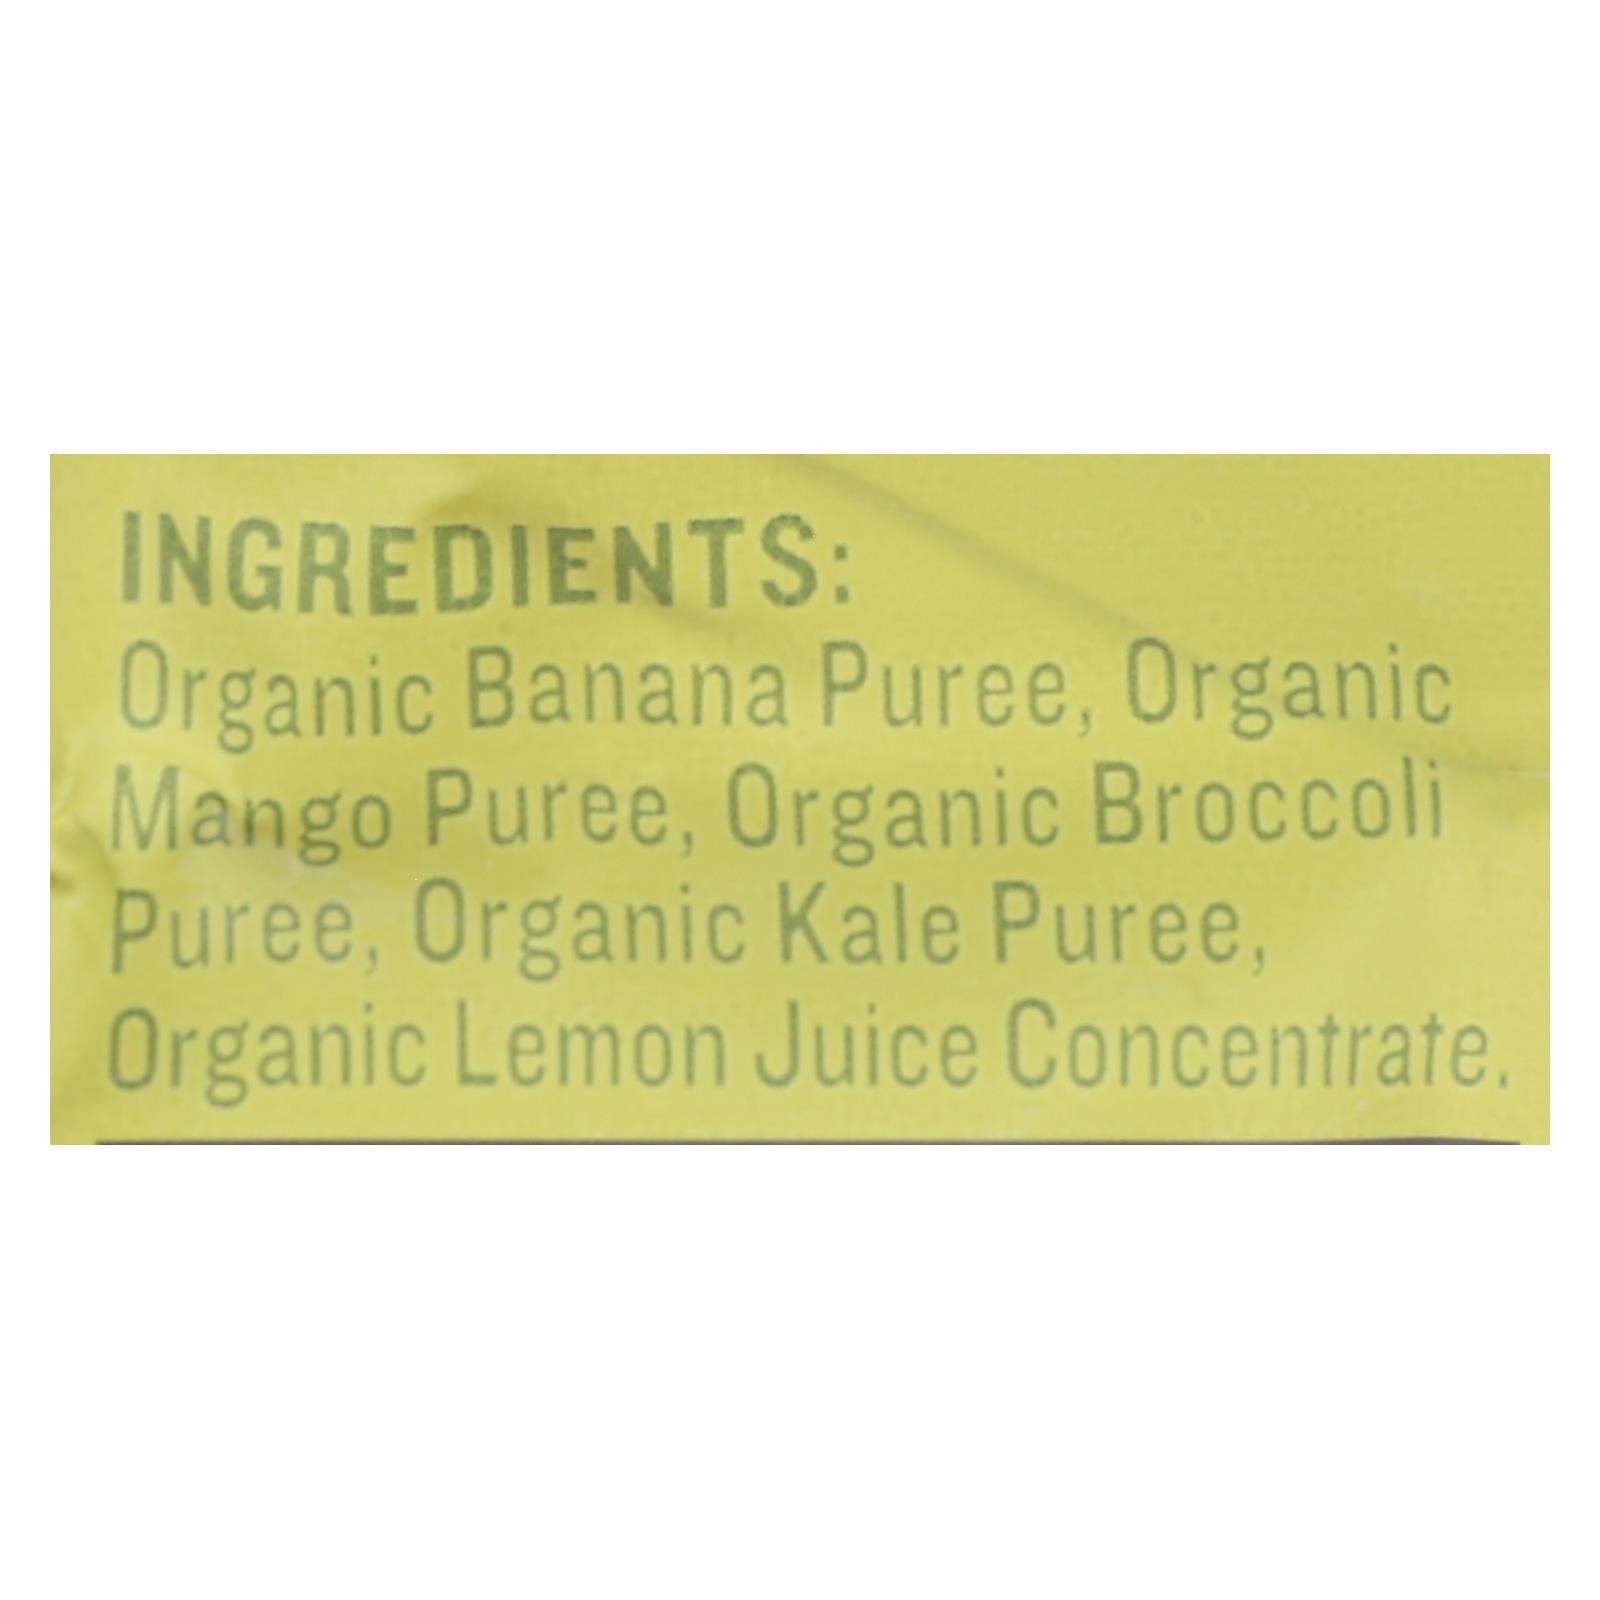 INGREDIENTS:
Organic Banana Puree, Organic
Mango Puree, Organic Broccoli
Puree, Organic Kale Puree,
Organic Lemon Juice Concentrate.